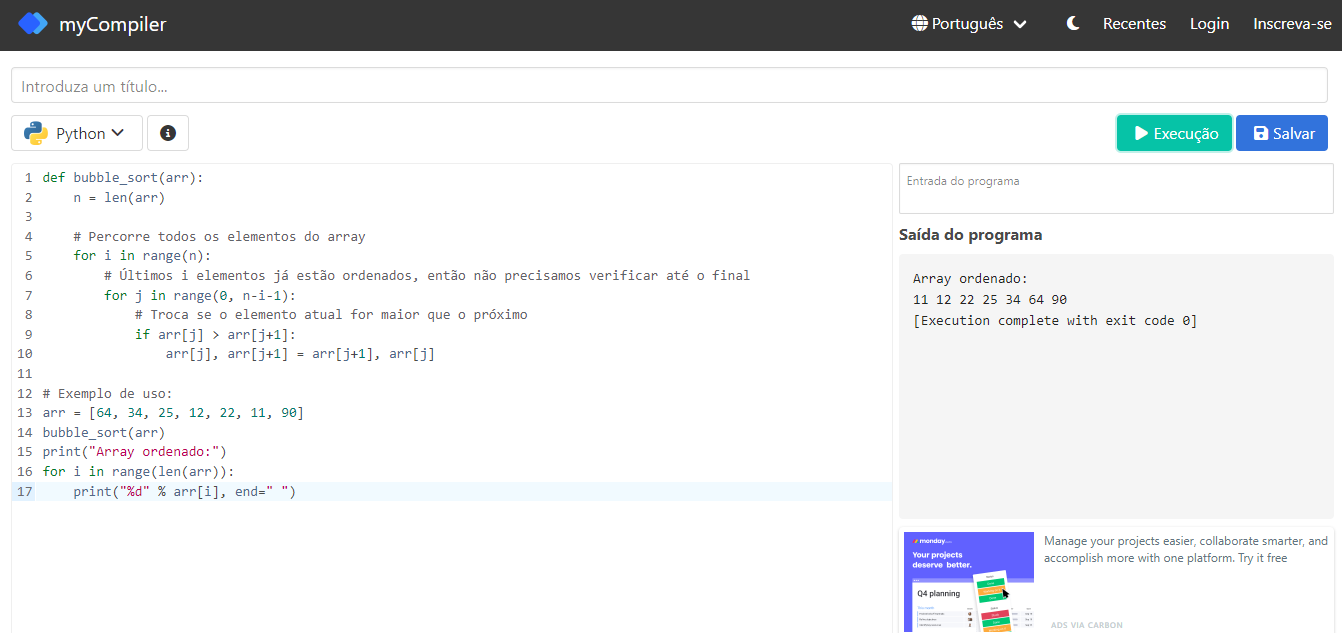 myCompiler
Português
Recentes
Login
Inscreva-se
Introduza um título...
Python
Execução
Salvar
1 def bubble_sort(arr):
2     n = len(arr)
3
4     # Percorre todos os elementos do array
5     for i in range(n):
6         # Últimos i elementos já estão ordenados, então não precisamos verificar até o final
7         for j in range(0, n-i-1):
8             # Troca se o elemento atual for maior que o próximo
9             if arr[j] > arr[j+1]:
10                 arr[j], arr[j+1] = arr[j+1], arr[j]
11
12 # Exemplo de uso:
13 arr = [64, 34, 25, 12, 22, 11, 90]
14 bubble_sort(arr)
15 print("Array ordenado:")
16 for i in range(len(arr)):
17     print("%d" % arr[i], end=" ")
Entrada do programa
Saída do programa
Array ordenado:
11 12 22 25 34 64 90
[Execution complete with exit code 0]
monday
Your projects
deserve better.
Q4 planning
Manage your projects easier, collaborate smarter, and
accomplish more with one platform. Try it free
ADS VIA CARBON